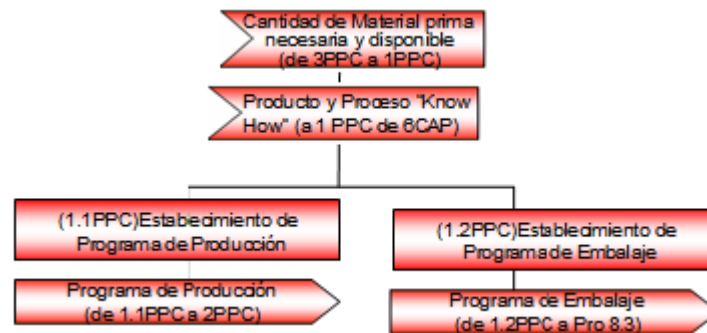 Cantidad de Material prima
necesaria y disponible
(de 3PPC a 1PPC)
Producto y Proceso "Know
How" (a 1 PPC de 6CAP)
(1.1PPC)Estabecimiento de
Programa de Producción
(1.2PPC)Establecimiento de
Programa de Embalaje
Programa de Producción
(de 1.1PPC a 2PPC)
Programa de Embalaje
(de 1.2PPC a Pro 8.3)